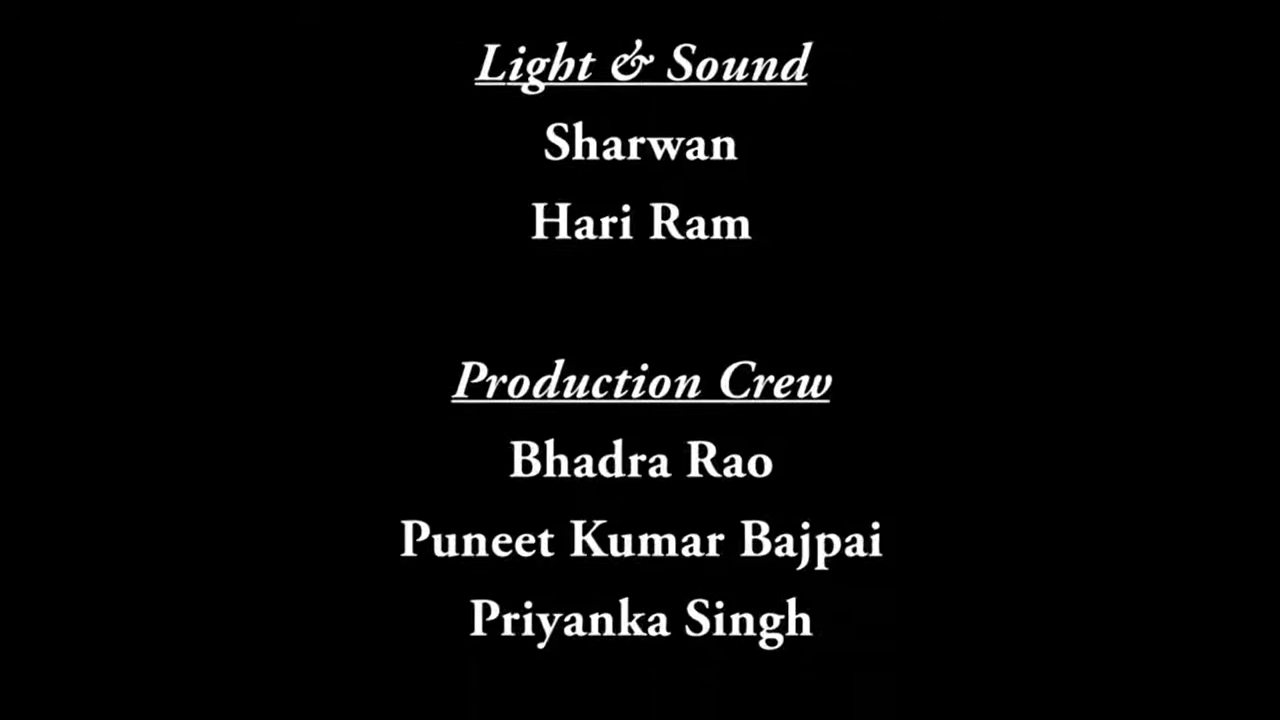 Light & Sound
Sharwan
Hari Ram
Production Crew
Bhadra Rao
Puneet Kumar Bajpai
Priyanka Singh